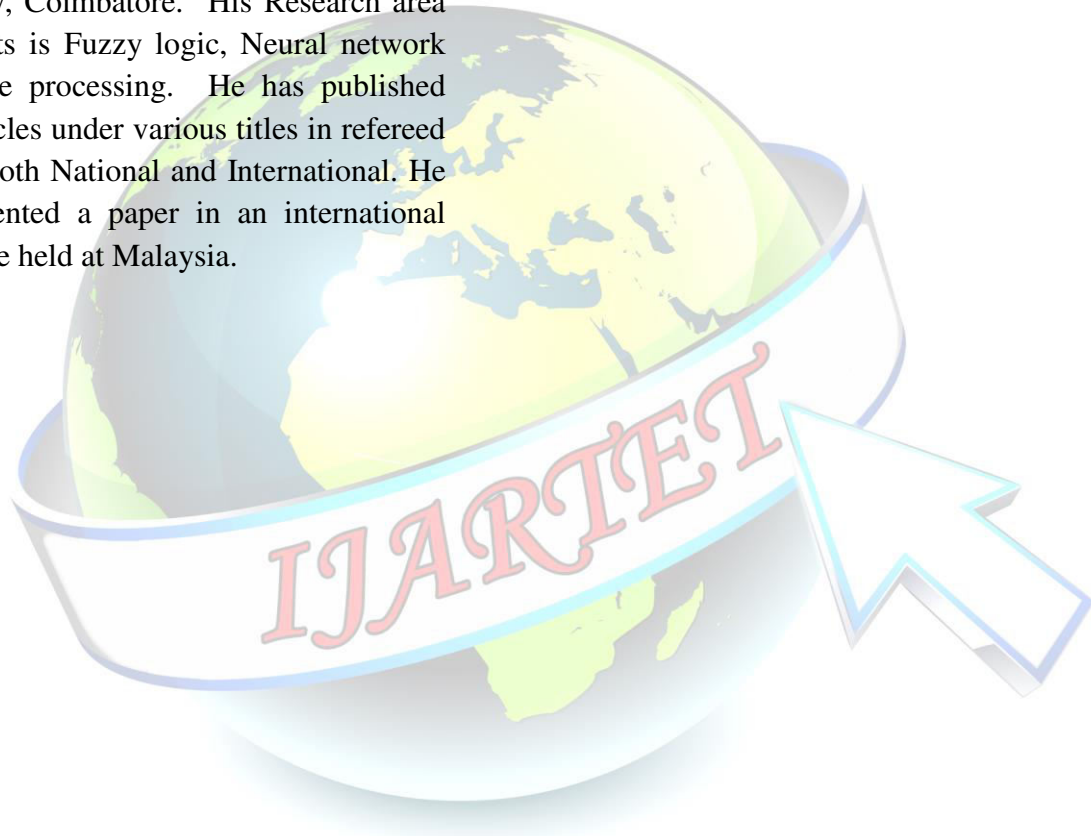 , Coimbatore. His Research area
ts is Fuzzy logic, Neural network
e processing. He has published
cles under various titles in refereed
oth National and International. He
ented a paper in an international
e held at Malaysia.
IJARTET